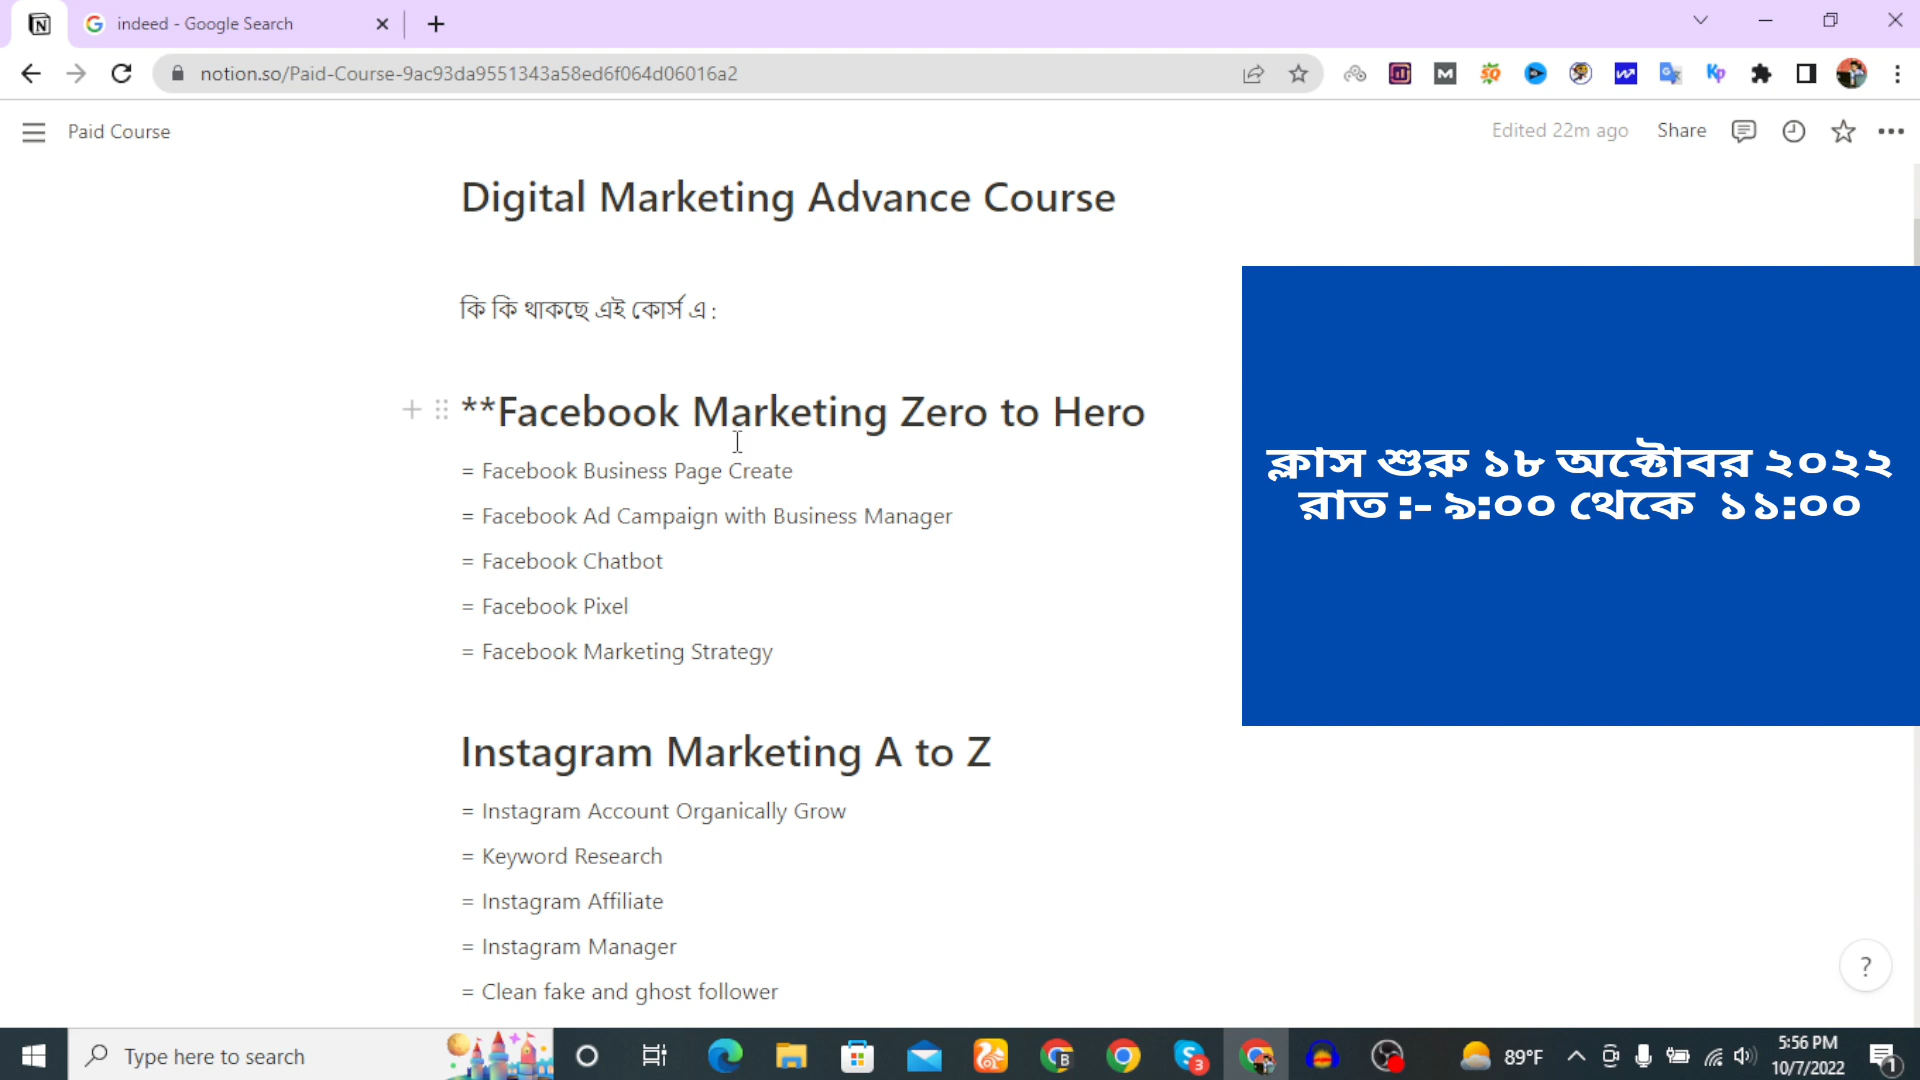 indeed - Google Search
notion.so/Paid-Course-9ac93da9551343a58ed6f064d06016a2
Paid Course
Edited 22m ago
Share
Digital Marketing Advance Course
কি কি থাকছে এই কোর্স এ :
**Facebook Marketing Zero to Hero
= Facebook Business Page Create
= Facebook Ad Campaign with Business Manager
= Facebook Chatbot
= Facebook Pixel
= Facebook Marketing Strategy
ক্লাস শুরু ১৮ অক্টোবর ২০২২
রাত :- ৯:০০ থেকে ১১:০০
Instagram Marketing A to Z
= Instagram Account Organically Grow
= Keyword Research
= Instagram Affiliate
= Instagram Manager
= Clean fake and ghost follower
?
Type here to search
89°F
5:56 PM
10/7/2022